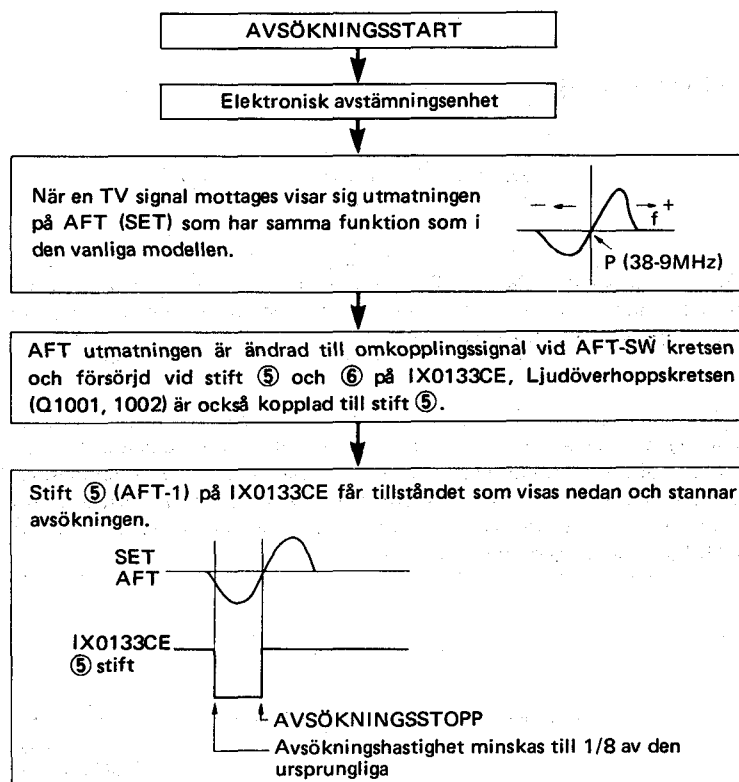 AVSÖKNINGSSTART
Elektronisk avstämningsenhet
När en TV signal mottages visar sig utmatningen
på AFT (SET) som har samma funktion som i
den vanliga modellen.
− +
f
P (38-9MHz)
AFT utmatningen är ändrad till omkopplingssignal vid AFT-SW kretsen
och försörjd vid stift ⑤ och ⑥ på IX0133CE, Ljudöverhoppskretsen
(Q1001, 1002) är också kopplad till stift ⑤.
Stift ⑤ (AFT-1) på IX0133CE får tillståndet som visas nedan och stannar
avsökningen.
SET
AFT
IX0133CE
⑤ stift
AVSÖKNINGSSTOPP
Avsökningshastighet minskas till 1/8 av den
ursprungliga